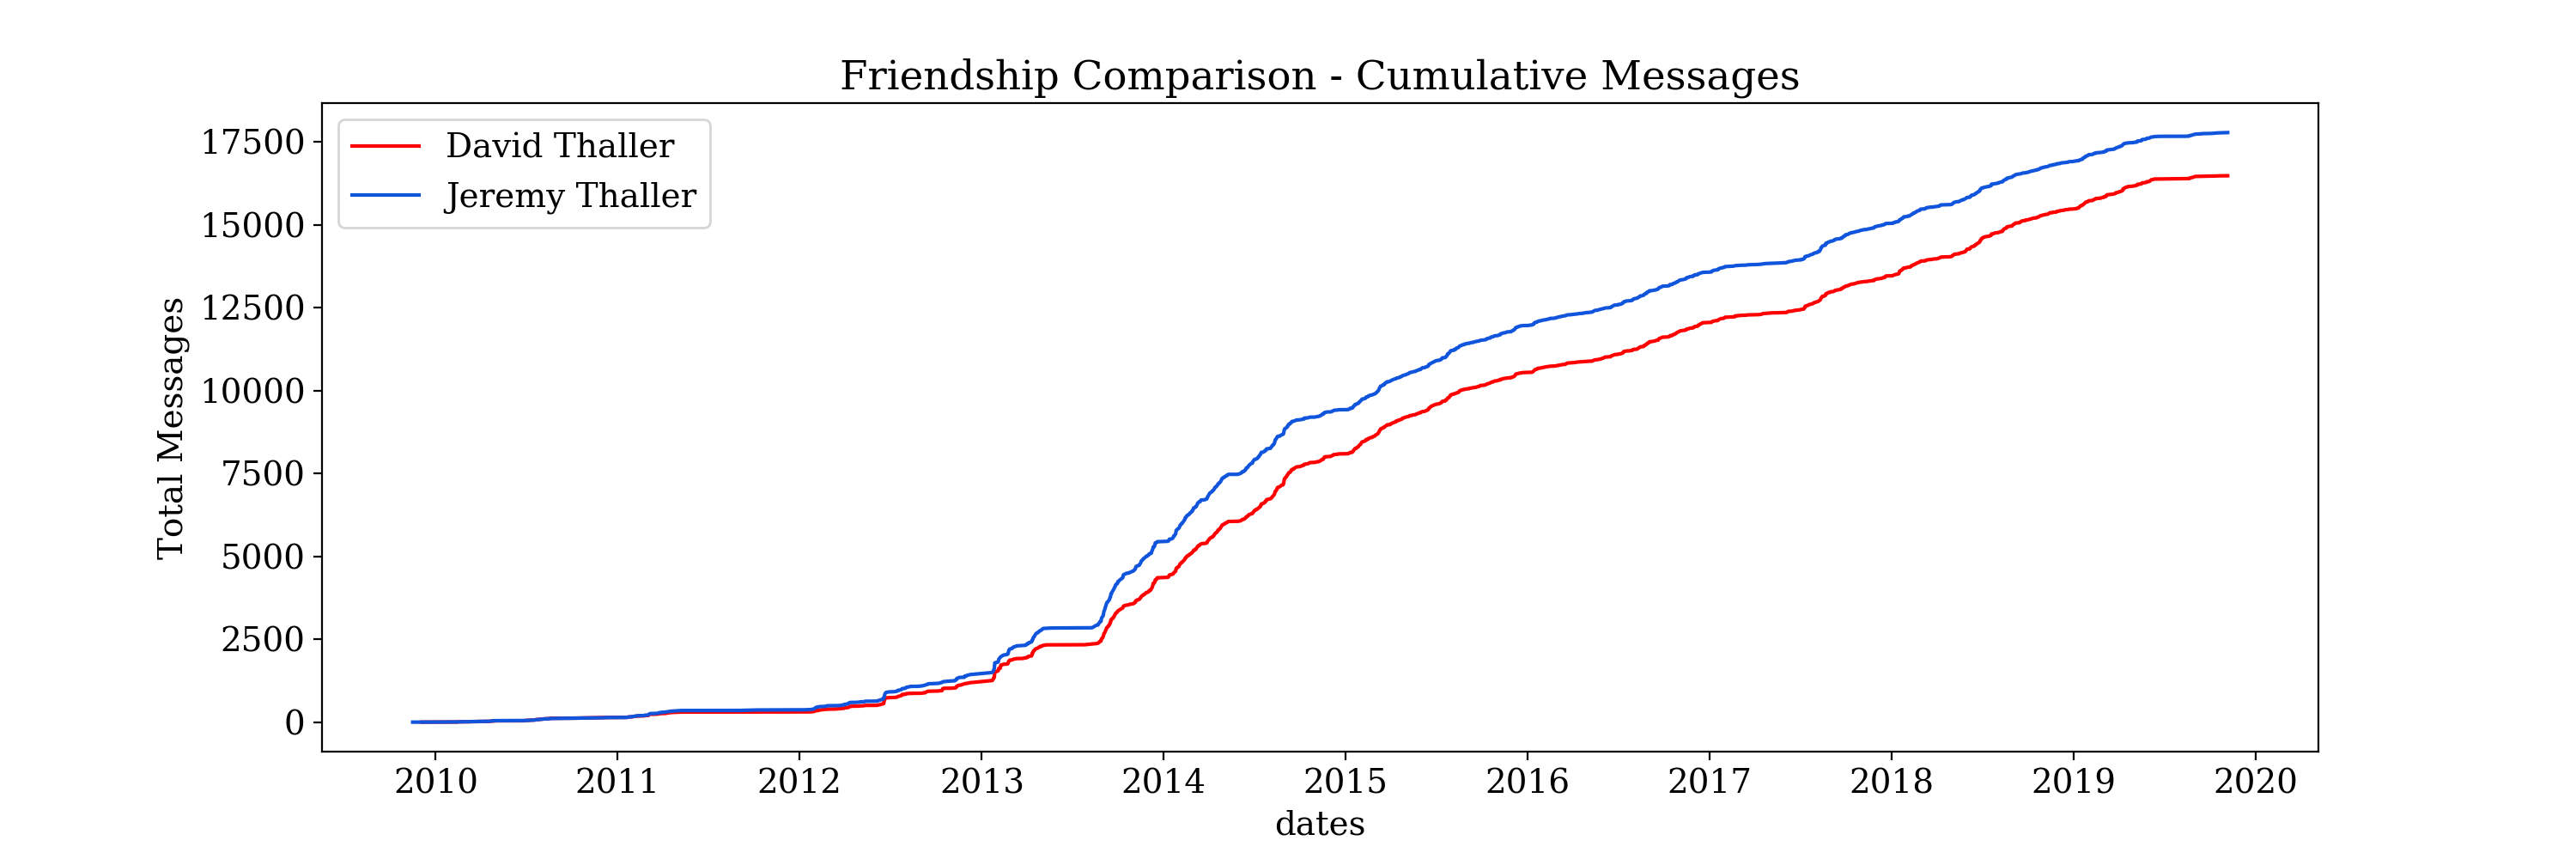 Friendship Comparison - Cumulative Messages
David Thaller
Jeremy Thaller
Total Messages
17500
15000
12500
10000
7500
5000
2500
0
2010 2011 2012 2013 2014 2015 2016 2017 2018 2019 2020
dates